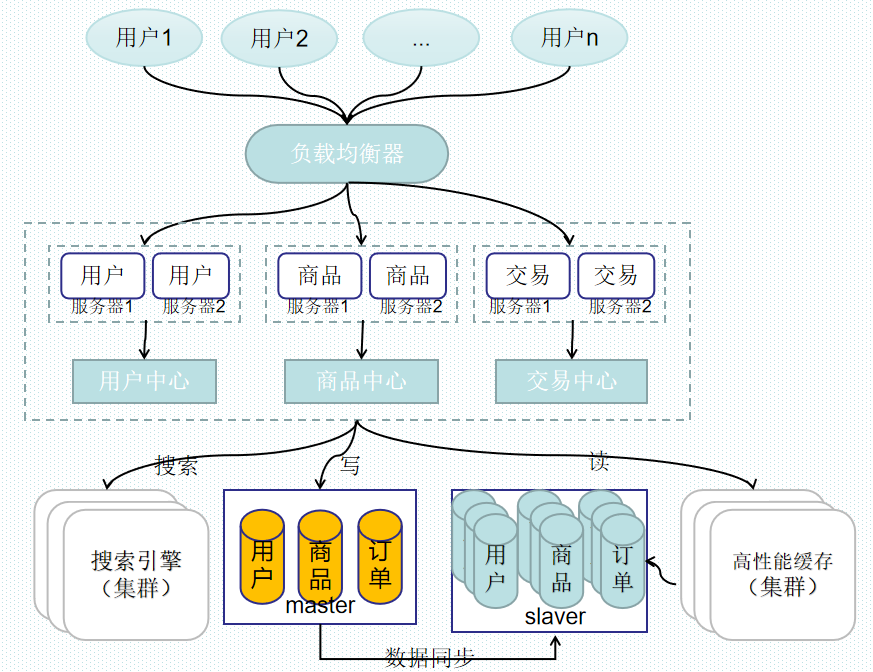 用户1
用户2
...
用户n
负载均衡器
用户
用户
商品
商品
交易
交易
服务器1
服务器2
服务器1
服务器2
服务器1
服务器2
用户中心
商品中心
交易中心
搜索
写
读
搜索引擎
（集群）
用户
商品
订单
master
用户
商品
订单
slaver
高性能缓存
（集群）
数据同步